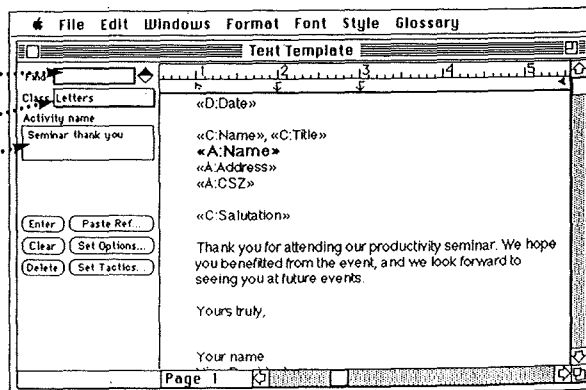 File Edit Windows Format Font Style Glossary
Text Template
Find
Class Letters
Activity name
Seminar thank you
Enter Paste Ref...
Clear Set Options...
Delete Set Tactics...
1 2 3 4 5
«D:Date»
«C:Name», «C:Title»
«A:Name»
«A:Address»
«A:CSZ»
«C:Salutation»
Thank you for attending our productivity seminar. We hope
you benefitted from the event, and we look forward to
seeing you at future events.
Yours truly,
Your name
Page 1